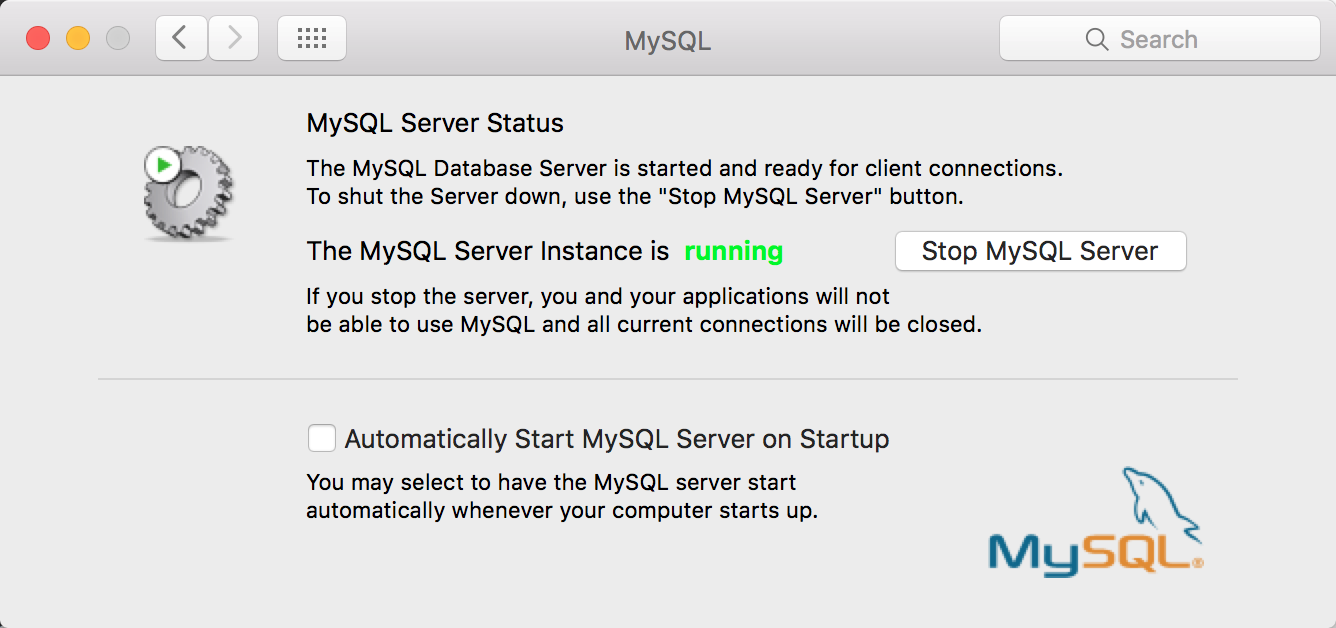 MySQL
Search
MySQL Server Status
The MySQL Database Server is started and ready for client connections.
To shut the Server down, use the "Stop MySQL Server" button.
The MySQL Server Instance is running
Stop MySQL Server
If you stop the server, you and your applications will not
be able to use MySQL and all current connections will be closed.
Automatically Start MySQL Server on Startup
You may select to have the MySQL server start
automatically whenever your computer starts up.
MySQL®